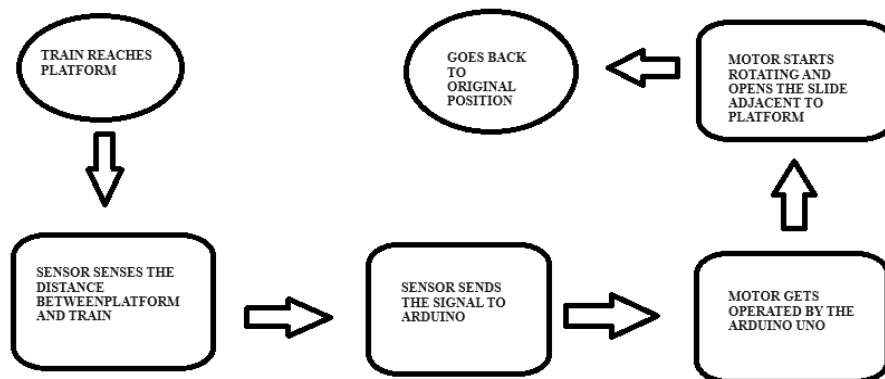 TRAIN REACHES
PLATFORM
SENSOR SENSES THE
DISTANCE
BETWEENPLATFORM
AND TRAIN
SENSOR SENDS
THE SIGNAL TO
ARDUINO
MOTOR GETS
OPERATED BY THE
ARDUINO UNO
MOTOR STARTS
ROTATING AND
OPENS THE SLIDE
ADJACENT TO
PLATFORM
GOES BACK
TO
ORIGINAL
POSITION